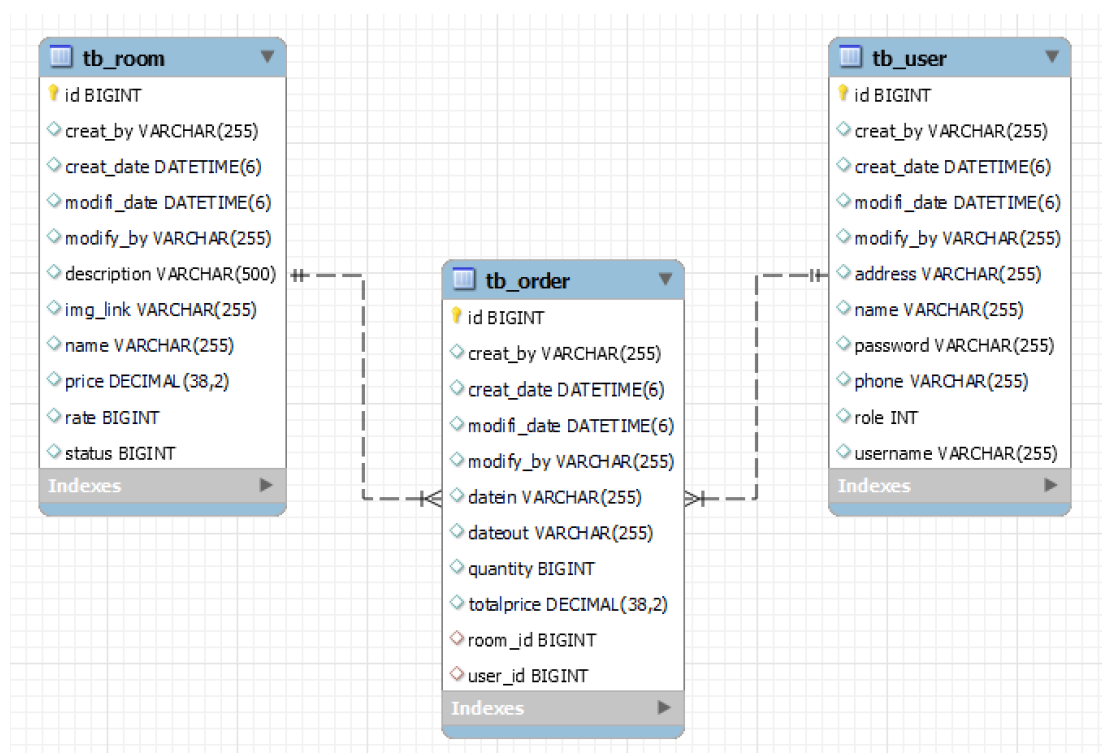 tb_room
id BIGINT
creat_by VARCHAR(255)
creat_date DATETIME(6)
modifi_date DATETIME(6)
modify_by VARCHAR(255)
description VARCHAR(500)
img_link VARCHAR(255)
name VARCHAR(255)
price DECIMAL(38,2)
rate BIGINT
status BIGINT
Indexes
tb_order
id BIGINT
creat_by VARCHAR(255)
creat_date DATETIME(6)
modifi_date DATETIME(6)
modify_by VARCHAR(255)
datein VARCHAR(255)
dateout VARCHAR(255)
quantity BIGINT
totalprice DECIMAL(38,2)
room_id BIGINT
user_id BIGINT
Indexes
tb_user
id BIGINT
creat_by VARCHAR(255)
creat_date DATETIME(6)
modifi_date DATETIME(6)
modify_by VARCHAR(255)
address VARCHAR(255)
name VARCHAR(255)
password VARCHAR(255)
phone VARCHAR(255)
role INT
username VARCHAR(255)
Indexes